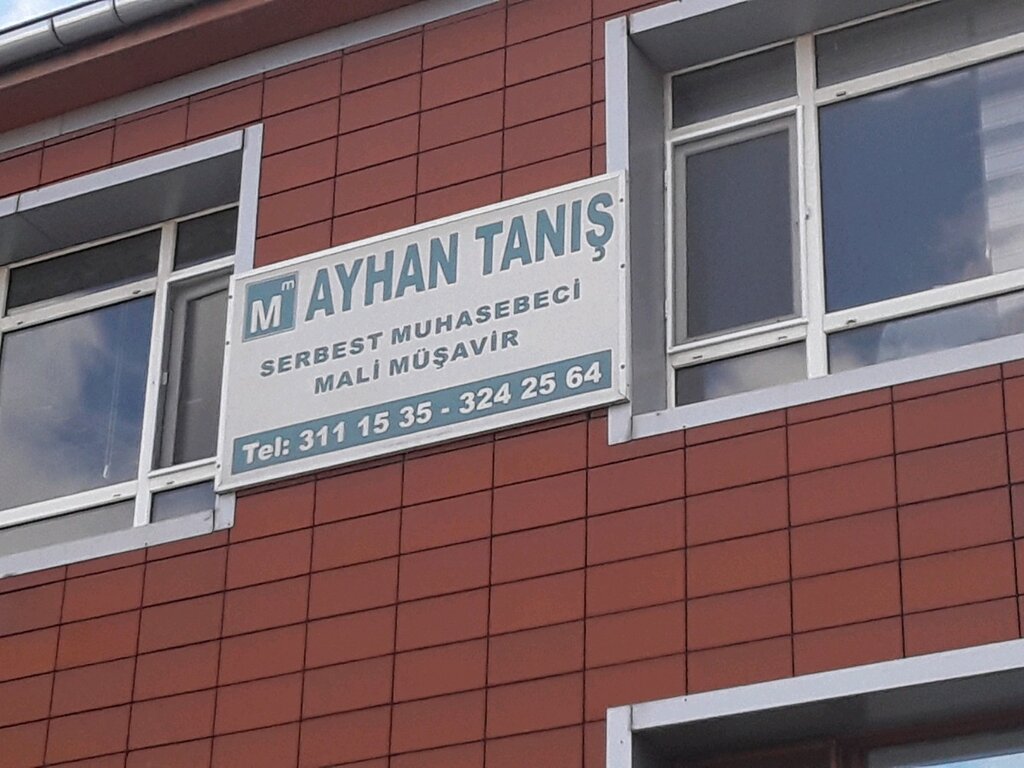 Mm AYHAN TANIŞ
SERBEST MUHASEBECİ
MALİ MÜŞAVİR
Tel: 311 15 35 - 324 25 64